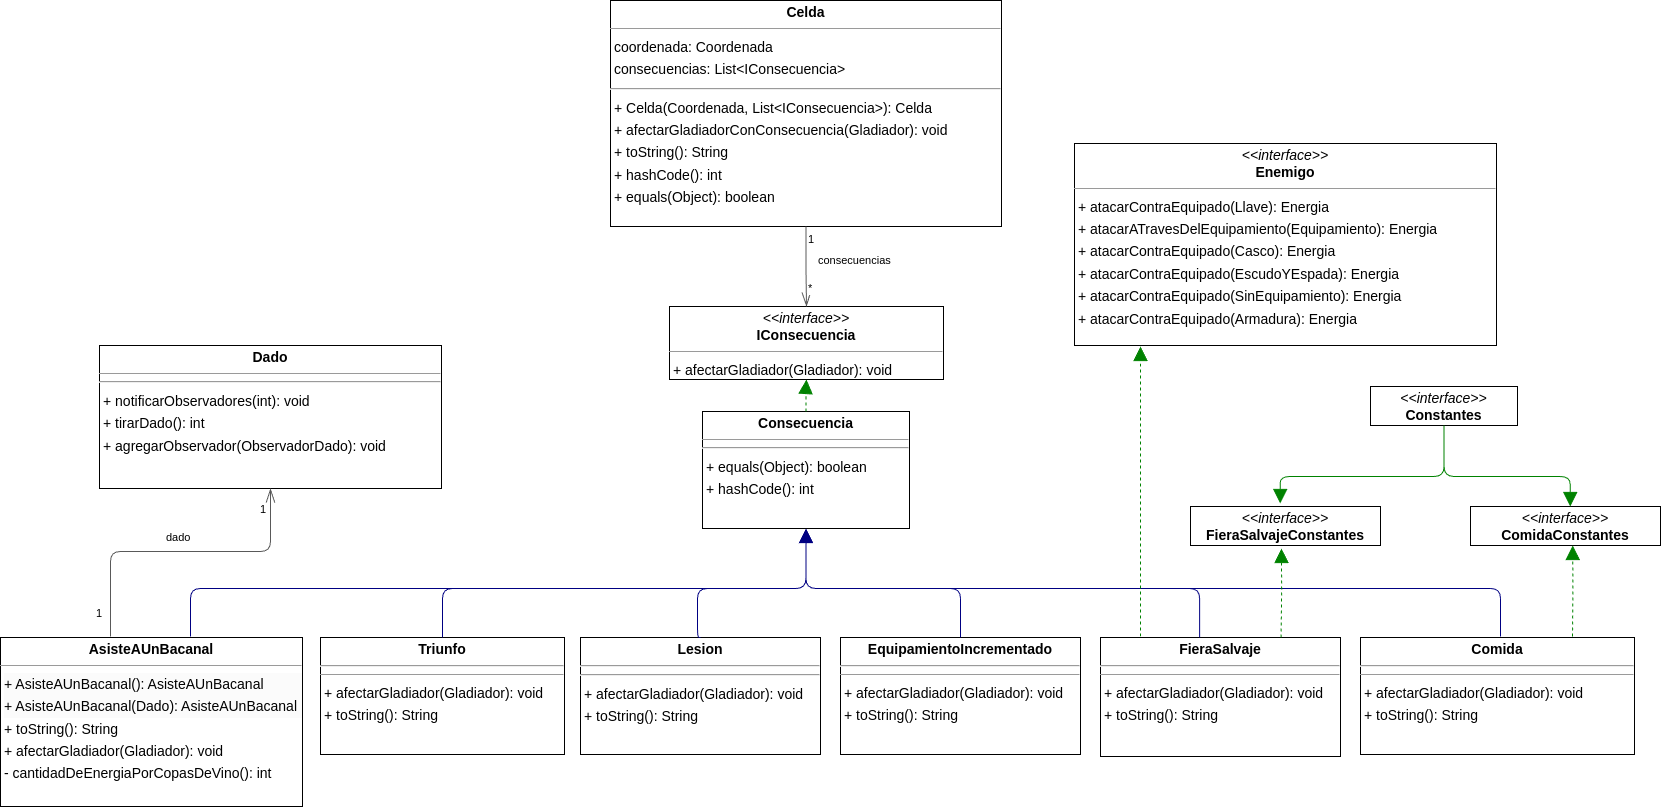 Celda
coordenada: Coordenada
consecuencias: List<IConsecuencia>
+ Celda(Coordenada, List<IConsecuencia>): Celda
+ afectarGladiadorConConsecuencia(Gladiador): void
+ toString(): String
+ hashCode(): int
+ equals(Object): boolean
1
consecuencias
*
<<interface>>
Enemigo
+ atacarContraEquipado(Llave): Energia
+ atacarATravesDelEquipamiento(Equipamiento): Energia
+ atacarContraEquipado(Casco): Energia
+ atacarContraEquipado(EscudoYEspada): Energia
+ atacarContraEquipado(SinEquipamiento): Energia
+ atacarContraEquipado(Armadura): Energia
<<interface>>
IConsecuencia
+ afectarGladiador(Gladiador): void
Dado
+ notificarObservadores(int): void
+ tirarDado(): int
+ agregarObservador(ObservadorDado): void
1
dado
1
Consecuencia
+ equals(Object): boolean
+ hashCode(): int
<<interface>>
Constantes
<<interface>>
FieraSalvajeConstantes
<<interface>>
ComidaConstantes
AsisteAUnBacanal
+ AsisteAUnBacanal(): AsisteAUnBacanal
+ AsisteAUnBacanal(Dado): AsisteAUnBacanal
+ toString(): String
+ afectarGladiador(Gladiador): void
- cantidadDeEnergiaPorCopasDeVino(): int
Triunfo
+ afectarGladiador(Gladiador): void
+ toString(): String
Lesion
+ afectarGladiador(Gladiador): void
+ toString(): String
EquipamientoIncrementado
+ afectarGladiador(Gladiador): void
+ toString(): String
FieraSalvaje
+ afectarGladiador(Gladiador): void
+ toString(): String
Comida
+ afectarGladiador(Gladiador): void
+ toString(): String